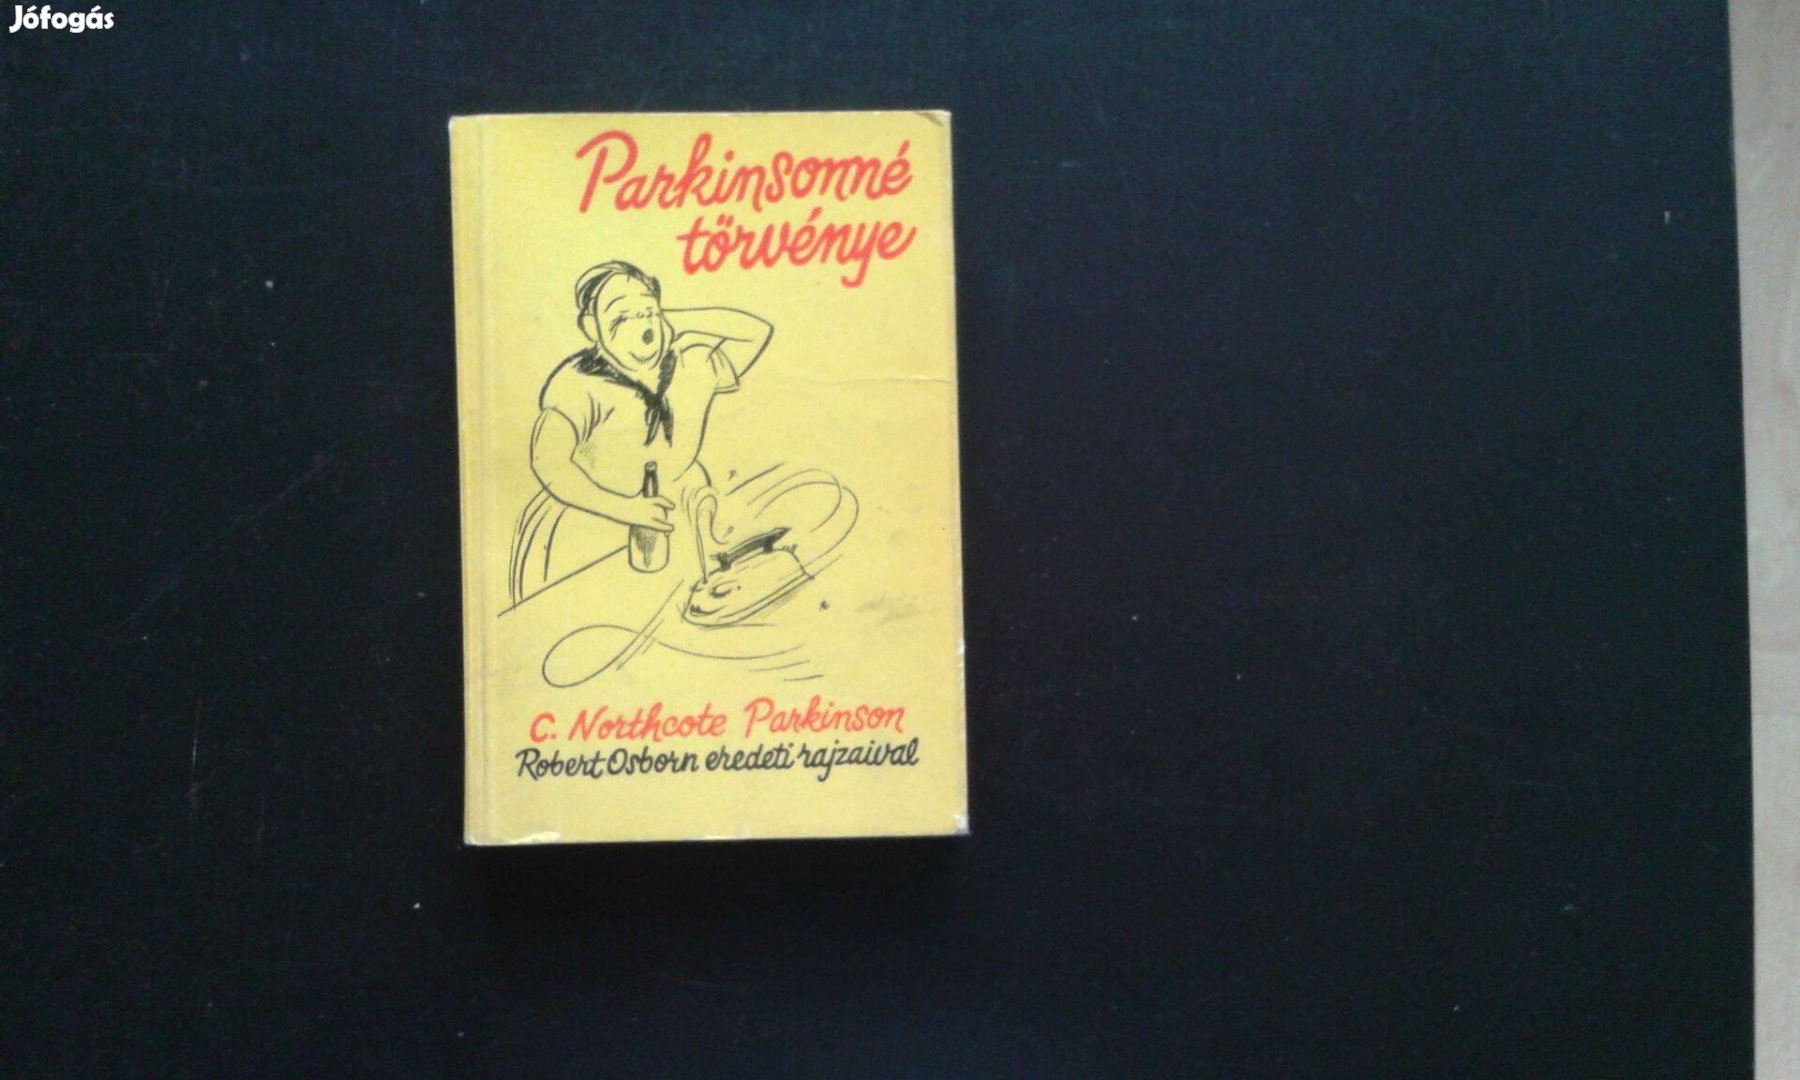 Jófogás
Parkinsonné
törvénye
C. Northcote Parkinson
Robert Osborn eredeti rajzaival